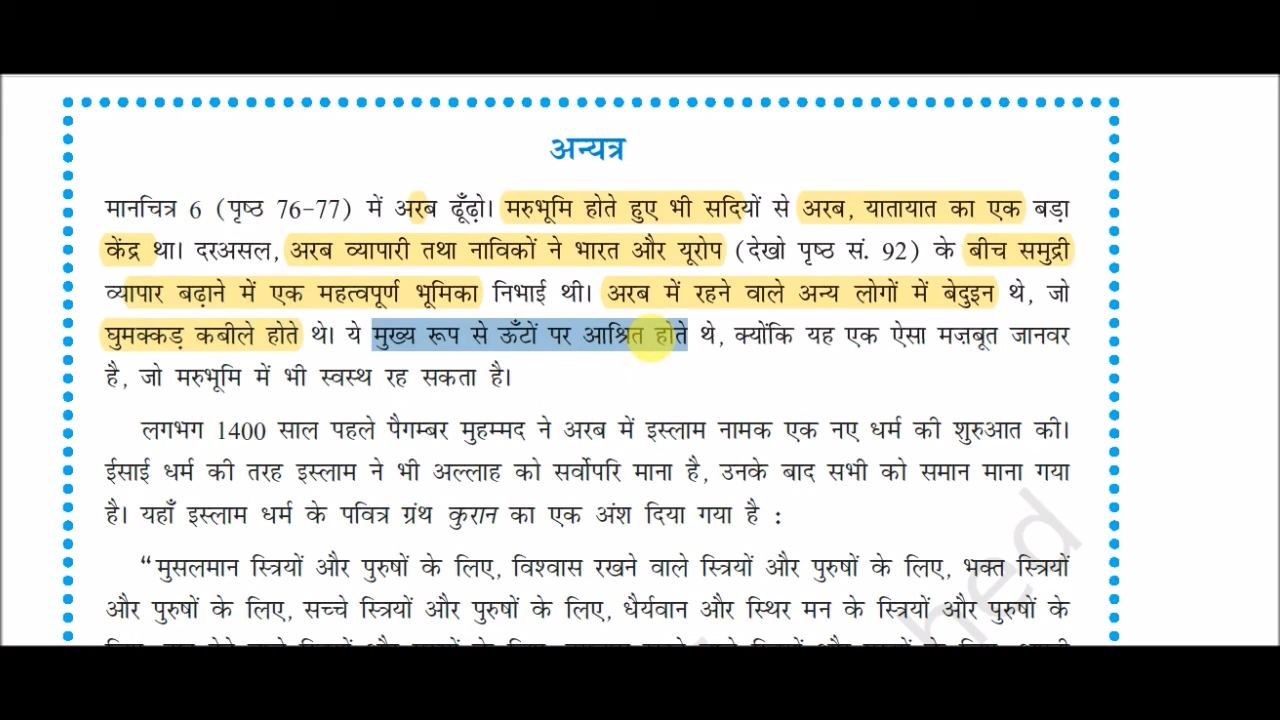 अन्यत्र
मानचित्र 6 (पृष्ठ 76-77) में अरब ढूँढ़ो। मरुभूमि होते हुए भी सदियों से अरब, यातायात का एक बड़ा
केंद्र था। दरअसल, अरब व्यापारी तथा नाविकों ने भारत और यूरोप (देखो पृष्ठ सं. 92) के बीच समुद्री
व्यापार बढ़ाने में एक महत्वपूर्ण भूमिका निभाई थी। अरब में रहने वाले अन्य लोगों में बेदुइन थे, जो
घुमक्कड़ कबीले होते थे। ये मुख्य रूप से ऊँटों पर आश्रित होते थे, क्योंकि यह एक ऐसा मज़बूत जानवर
है, जो मरुभूमि में भी स्वस्थ रह सकता है।
लगभग 1400 साल पहले पैगम्बर मुहम्मद ने अरब में इस्लाम नामक एक नए धर्म की शुरुआत की।
ईसाई धर्म की तरह इस्लाम ने भी अल्लाह को सर्वोपरि माना है, उनके बाद सभी को समान माना गया
है। यहाँ इस्लाम धर्म के पवित्र ग्रंथ कुरान का एक अंश दिया गया है :
“मुसलमान स्त्रियों और पुरुषों के लिए, विश्वास रखने वाले स्त्रियों और पुरुषों के लिए, भक्त स्त्रियों
और पुरुषों के लिए, सच्चे स्त्रियों और पुरुषों के लिए, धैर्यवान और स्थिर मन के स्त्रियों और पुरुषों के
hed